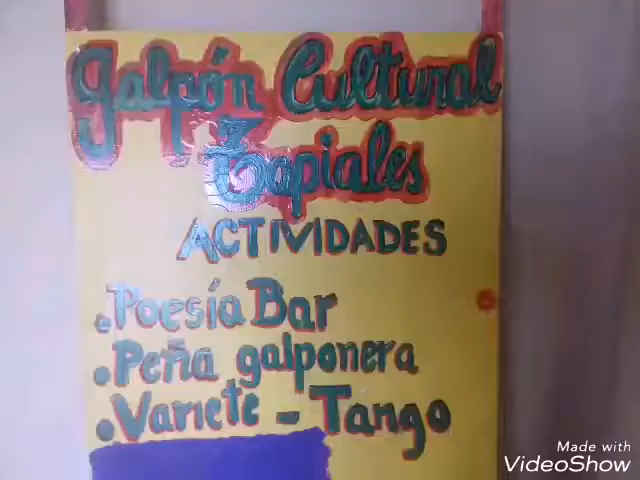 Galpón Cultural
Tapiales
ACTIVIDADES
. Poesía Bar
. Peña galponera
. Variete - Tango
Made with
VideoShow